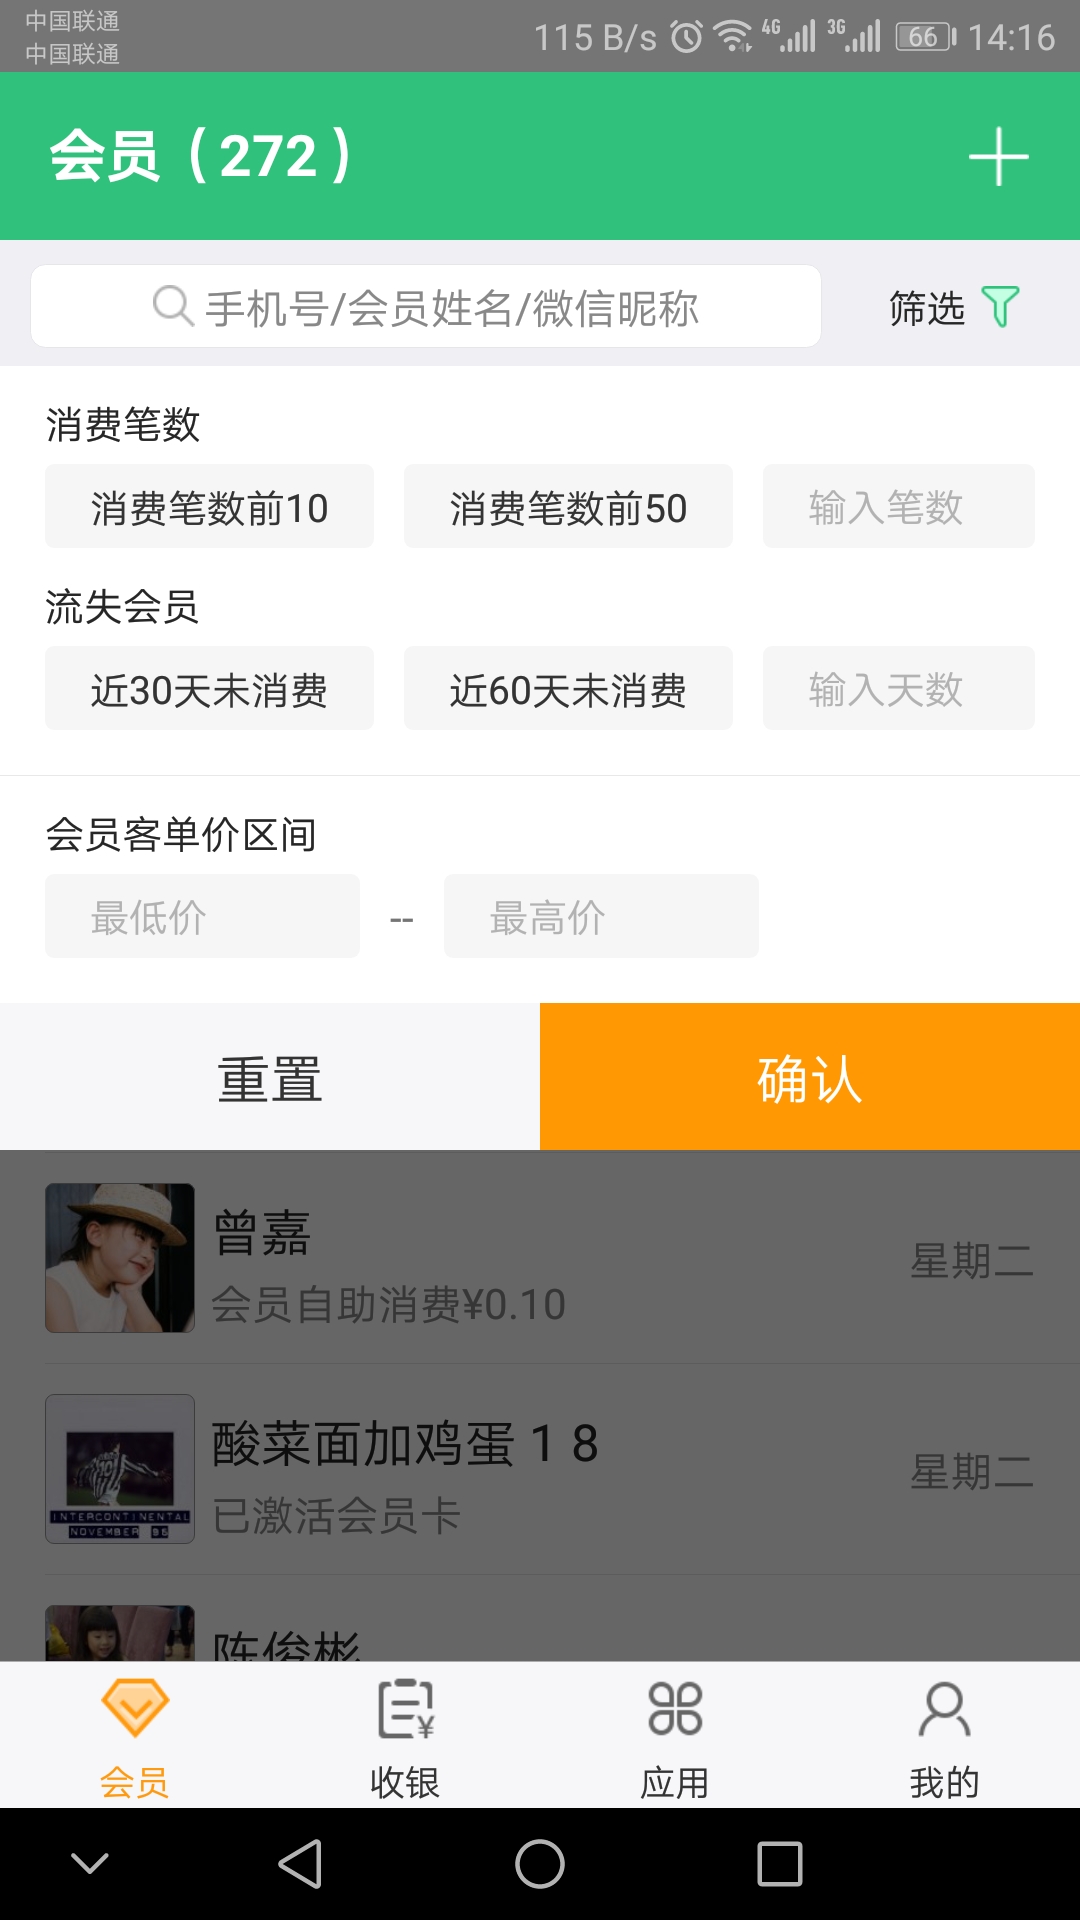 中国联通
中国联通
115 B/s 4G 3G 66 14:16
会员（272）
手机号/会员姓名/微信昵称
筛选
消费笔数
消费笔数前10 消费笔数前50 输入笔数
流失会员
近30天未消费 近60天未消费 输入天数
会员客单价区间
最低价 -- 最高价
重置 确认
曾嘉
星期二
会员自助消费¥0.10
酸菜面加鸡蛋１８
星期二
已激活会员卡
INTERCONTINENTAL
NOVEMBER 96
陈俊彬
会员 收银 应用 我的